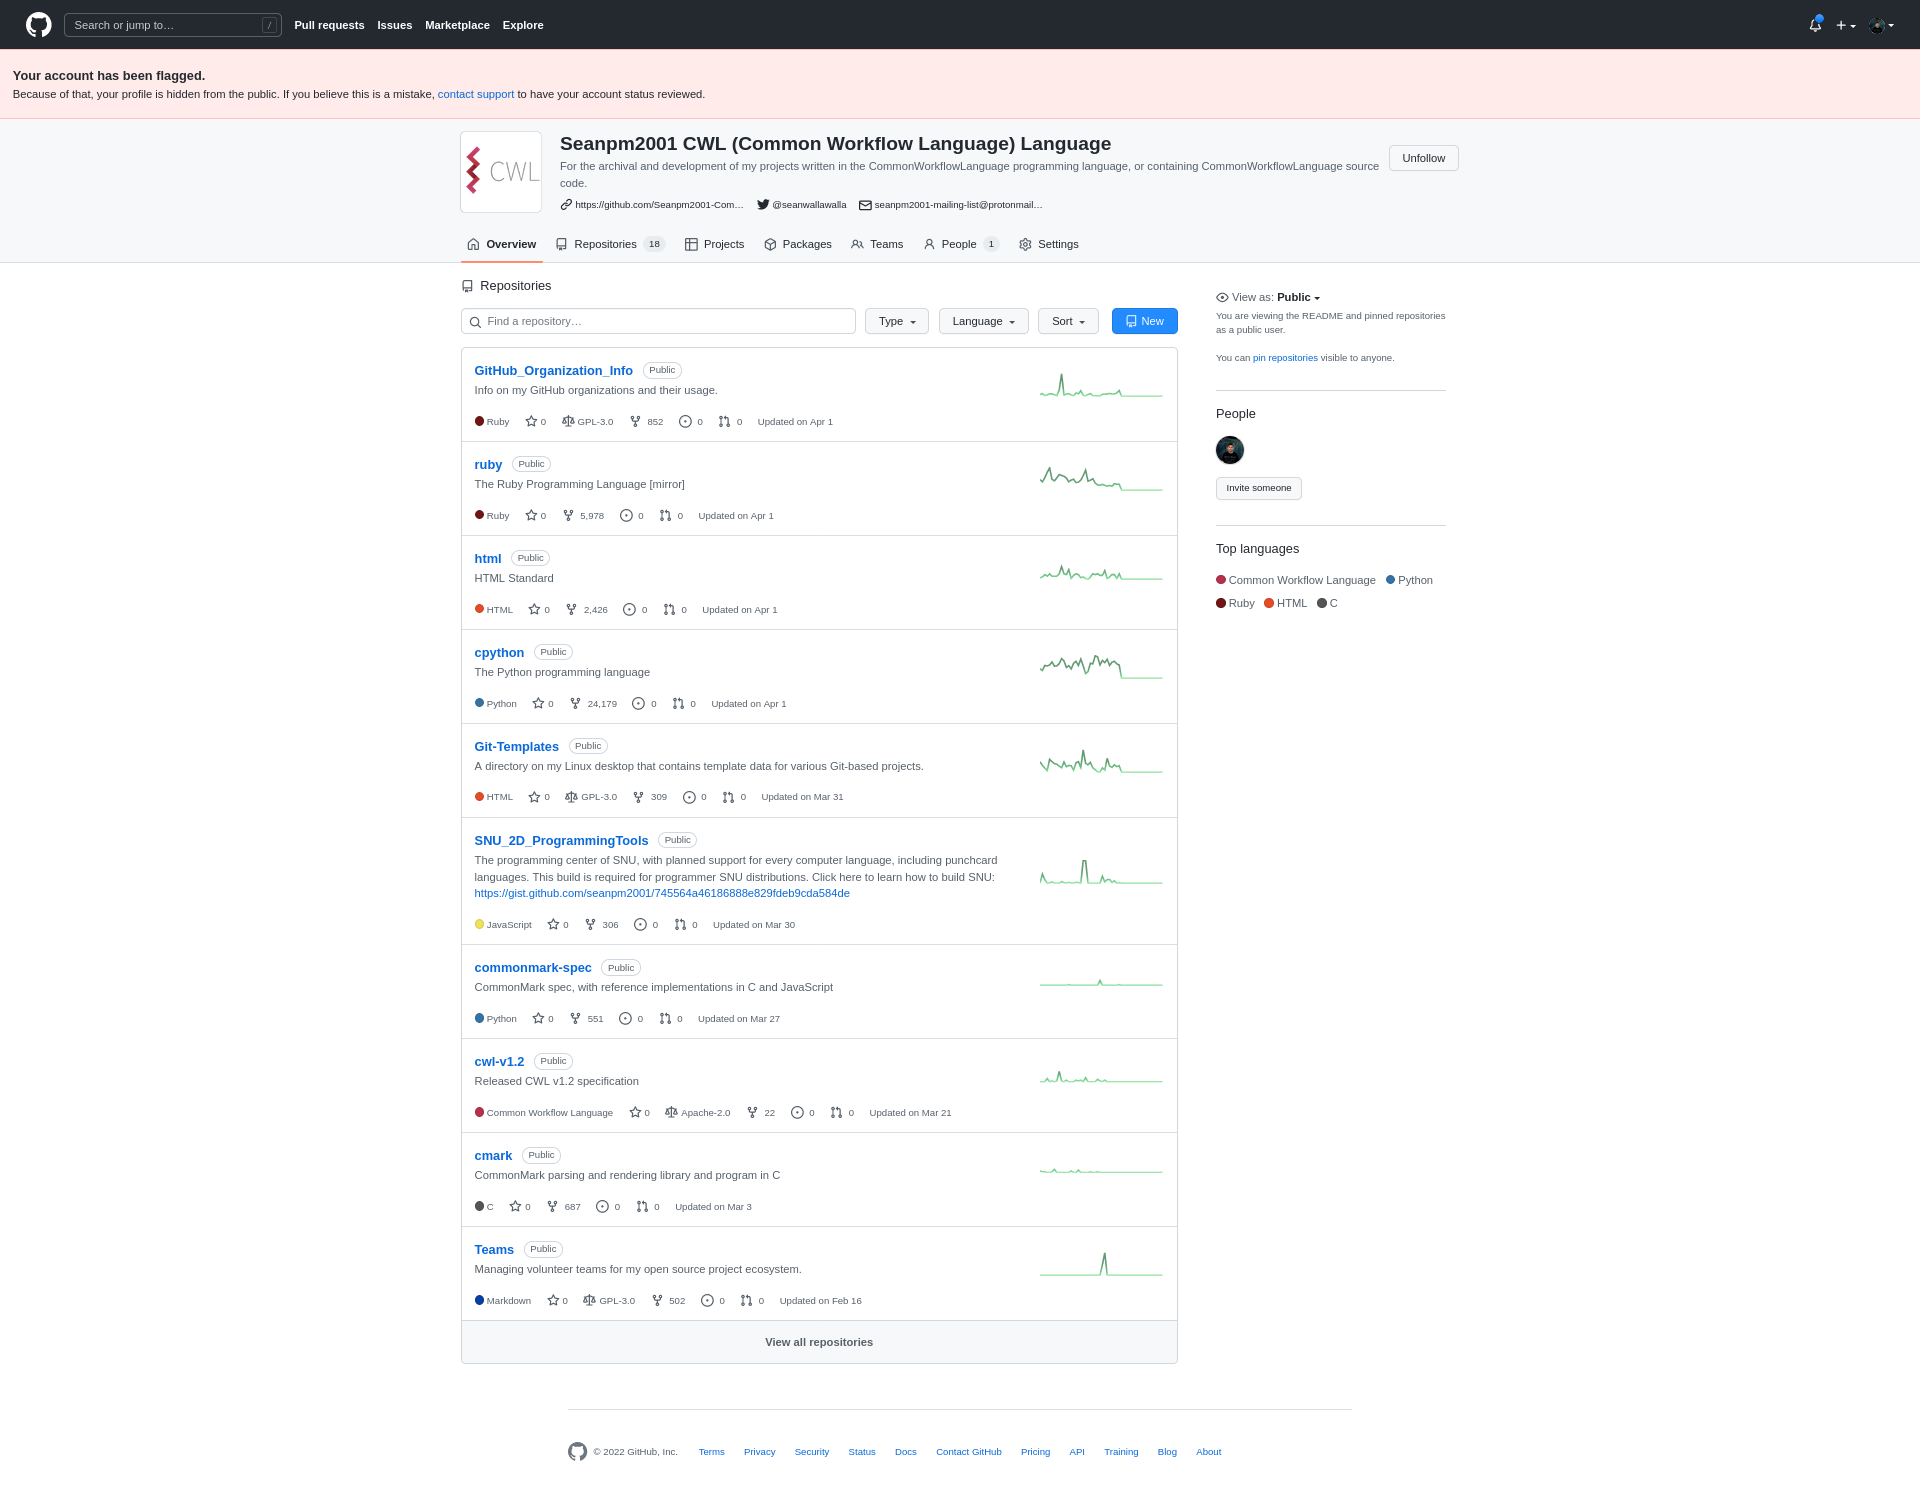 Search or jump to…
/
Pull requests Issues Marketplace Explore
Your account has been flagged.
Because of that, your profile is hidden from the public. If you believe this is a mistake, contact support to have your account status reviewed.
CWL
Seanpm2001 CWL (Common Workflow Language) Language
For the archival and development of my projects written in the CommonWorkflowLanguage programming language, or containing CommonWorkflowLanguage source
code.
Unfollow
https://github.com/Seanpm2001-Com… @seanwallawalla seanpm2001-mailing-list@protonmail…
Overview Repositories 18 Projects Packages Teams People 1 Settings
Repositories
Find a repository… Type Language Sort New
GitHub_Organization_Info Public
Info on my GitHub organizations and their usage.
Ruby 0 GPL-3.0 852 0 0 Updated on Apr 1
ruby Public
The Ruby Programming Language [mirror]
Ruby 0 5,978 0 0 Updated on Apr 1
html Public
HTML Standard
HTML 0 2,426 0 0 Updated on Apr 1
cpython Public
The Python programming language
Python 0 24,179 0 0 Updated on Apr 1
Git-Templates Public
A directory on my Linux desktop that contains template data for various Git-based projects.
HTML 0 GPL-3.0 309 0 0 Updated on Mar 31
SNU_2D_ProgrammingTools Public
The programming center of SNU, with planned support for every computer language, including punchcard
languages. This build is required for programmer SNU distributions. Click here to learn how to build SNU:
https://gist.github.com/seanpm2001/745564a46186888e829fdeb9cda584de
JavaScript 0 306 0 0 Updated on Mar 30
commonmark-spec Public
CommonMark spec, with reference implementations in C and JavaScript
Python 0 551 0 0 Updated on Mar 27
cwl-v1.2 Public
Released CWL v1.2 specification
Common Workflow Language 0 Apache-2.0 22 0 0 Updated on Mar 21
cmark Public
CommonMark parsing and rendering library and program in C
C 0 687 0 0 Updated on Mar 3
Teams Public
Managing volunteer teams for my open source project ecosystem.
Markdown 0 GPL-3.0 502 0 0 Updated on Feb 16
View all repositories
View as: Public
You are viewing the README and pinned repositories
as a public user.
You can pin repositories visible to anyone.
People
Invite someone
Top languages
Common Workflow Language Python
Ruby HTML C
© 2022 GitHub, Inc. Terms Privacy Security Status Docs Contact GitHub Pricing API Training Blog About